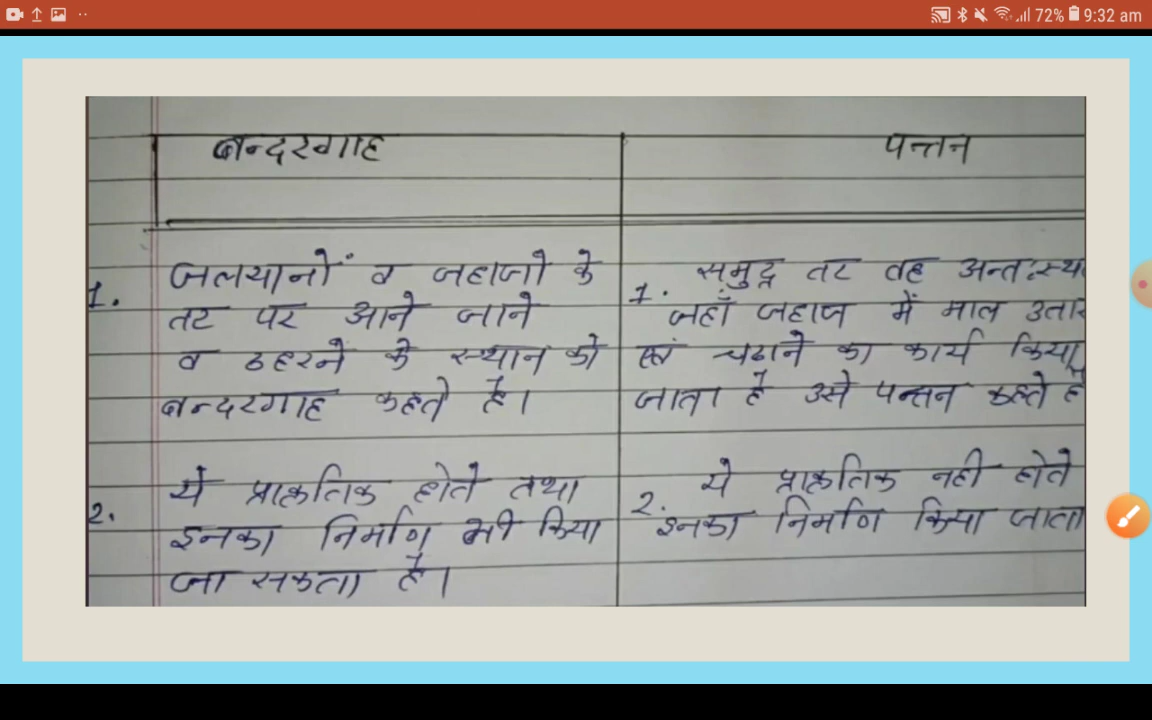 72% 9:32 am
बन्दरगाह
पत्तन
1. जलयानों व जहाजो के
तट पर आने जाने
व ठहरने के स्थान को
बन्दरगाह कहते है।
1. समुद्र तट वह
जहाँ जहाज में माल उतार
एवं चढाने का कार्य किया
जाता है उसे पत्तन कहते है
2. ये प्राकृतिक होते तथा
इनका निर्माण भी किया
जा सकता है।
2. ये प्राकृतिक नही होते
इनका निर्माण किया जाता